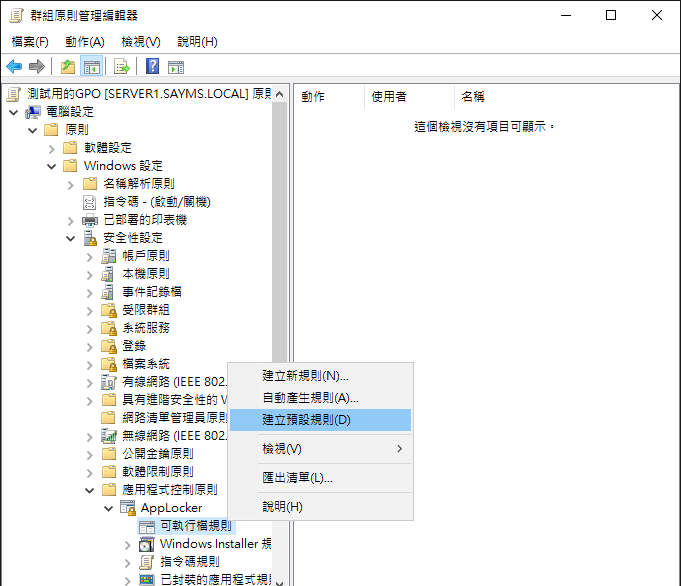 群組原則管理編輯器
檔案(F) 動作(A) 檢視(V) 說明(H)
測試用的GPO [SERVER1.SAYMS.LOCAL] 原則
電腦設定
原則
軟體設定
Windows 設定
名稱解析原則
指令碼 - (啟動/關機)
已部署的印表機
安全性設定
帳戶原則
本機原則
事件記錄檔
受限群組
系統服務
登錄
檔案系統
有線網路 (IEEE 802.
具有進階安全性的 W
網路清單管理員原則
無線網路 (IEEE 802.
公開金鑰原則
軟體限制原則
應用程式控制原則
AppLocker
可執行檔規則
Windows Installer 規
指令碼規則
已封裝的應用程式規
動作 使用者 名稱
這個檢視沒有項目可顯示。
建立新規則(N)...
自動產生規則(A)...
建立預設規則(D)
檢視(V)
匯出清單(L)...
說明(H)